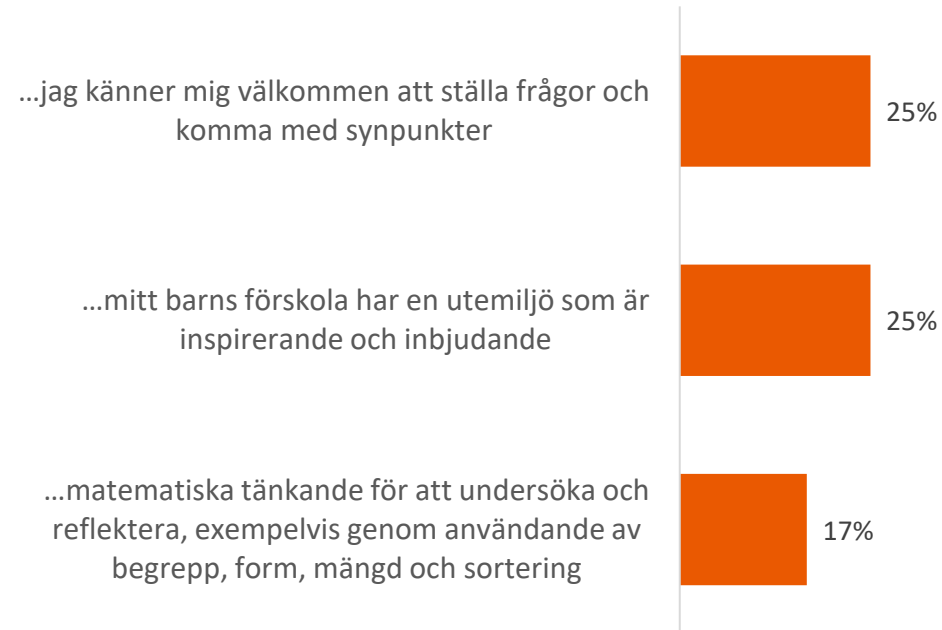 …jag känner mig välkommen att ställa frågor och
komma med synpunkter
25%
…mitt barns förskola har en utemiljö som är
inspirerande och inbjudande
25%
…matematiska tänkande för att undersöka och
reflektera, exempelvis genom användande av
begrepp, form, mängd och sortering
17%